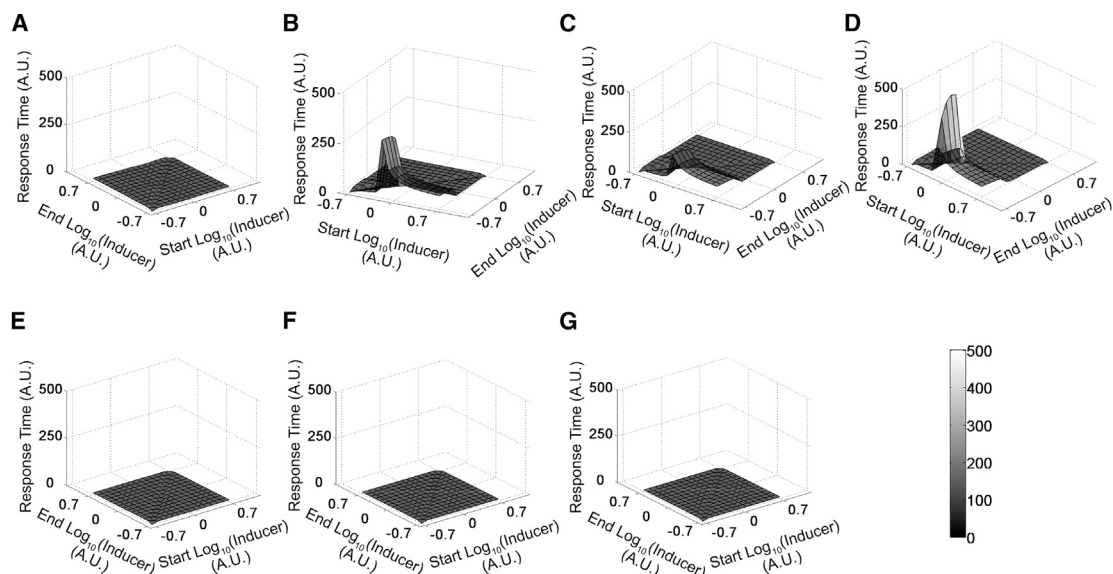 A
B
C
D
Response Time (A.U.)
500
250
0
0.7
0
-0.7
-0.7
0
0.7
End Log10(Inducer)
(A.U.)
Start Log10(Inducer)
(A.U.)
Response Time (A.U.)
500
250
0
-0.7
0
0.7
-0.7
0
0.7
Start Log10(Inducer)
(A.U.)
End Log10(Inducer)
(A.U.)
Response Time (A.U.)
500
250
0
-0.7
0
0.7
-0.7
0
0.7
Start Log10(Inducer)
(A.U.)
End Log10(Inducer)
(A.U.)
Response Time (A.U.)
500
250
0
-0.7
0
0.7
-0.7
0
0.7
Start Log10(Inducer)
(A.U.)
End Log10(Inducer)
(A.U.)
E
F
G
Response Time (A.U.)
500
250
0
0.7
0
-0.7
-0.7
0
0.7
End Log10(Inducer)
(A.U.)
Start Log10(Inducer)
(A.U.)
Response Time (A.U.)
500
250
0
0.7
0
-0.7
-0.7
0
0.7
End Log10(Inducer)
(A.U.)
Start Log10(Inducer)
(A.U.)
Response Time (A.U.)
500
250
0
0.7
0
-0.7
-0.7
0
0.7
End Log10(Inducer)
(A.U.)
Start Log10(Inducer)
(A.U.)
500
400
300
200
100
0